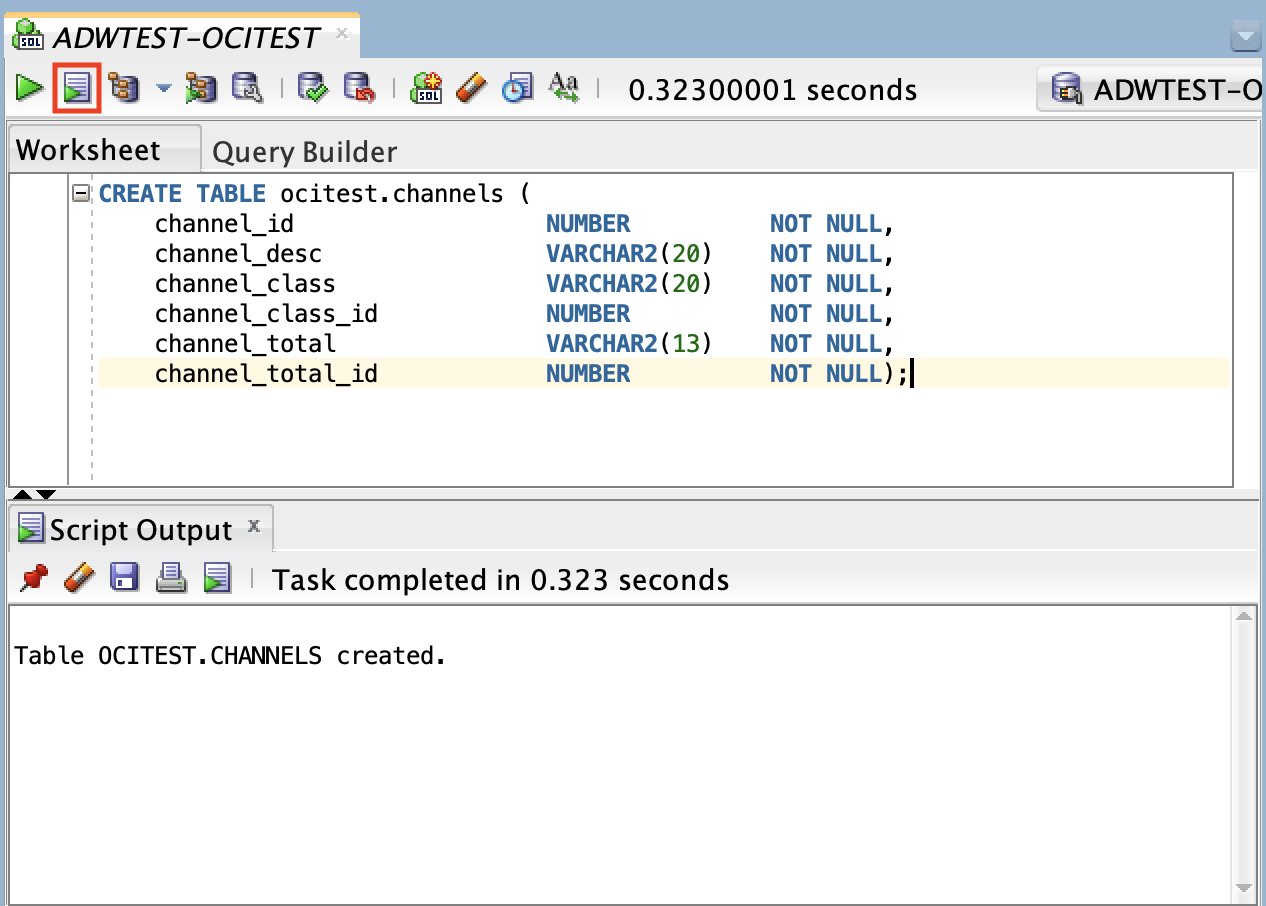 ADWTEST-OCITEST
0.32300001 seconds
ADWTEST-O
Worksheet
Query Builder
CREATE TABLE ocitest.channels (
    channel_id                  NUMBER          NOT NULL,
    channel_desc                VARCHAR2(20)    NOT NULL,
    channel_class               VARCHAR2(20)    NOT NULL,
    channel_class_id            NUMBER          NOT NULL,
    channel_total               VARCHAR2(13)    NOT NULL,
    channel_total_id            NUMBER          NOT NULL);
Script Output
Task completed in 0.323 seconds
Table OCITEST.CHANNELS created.